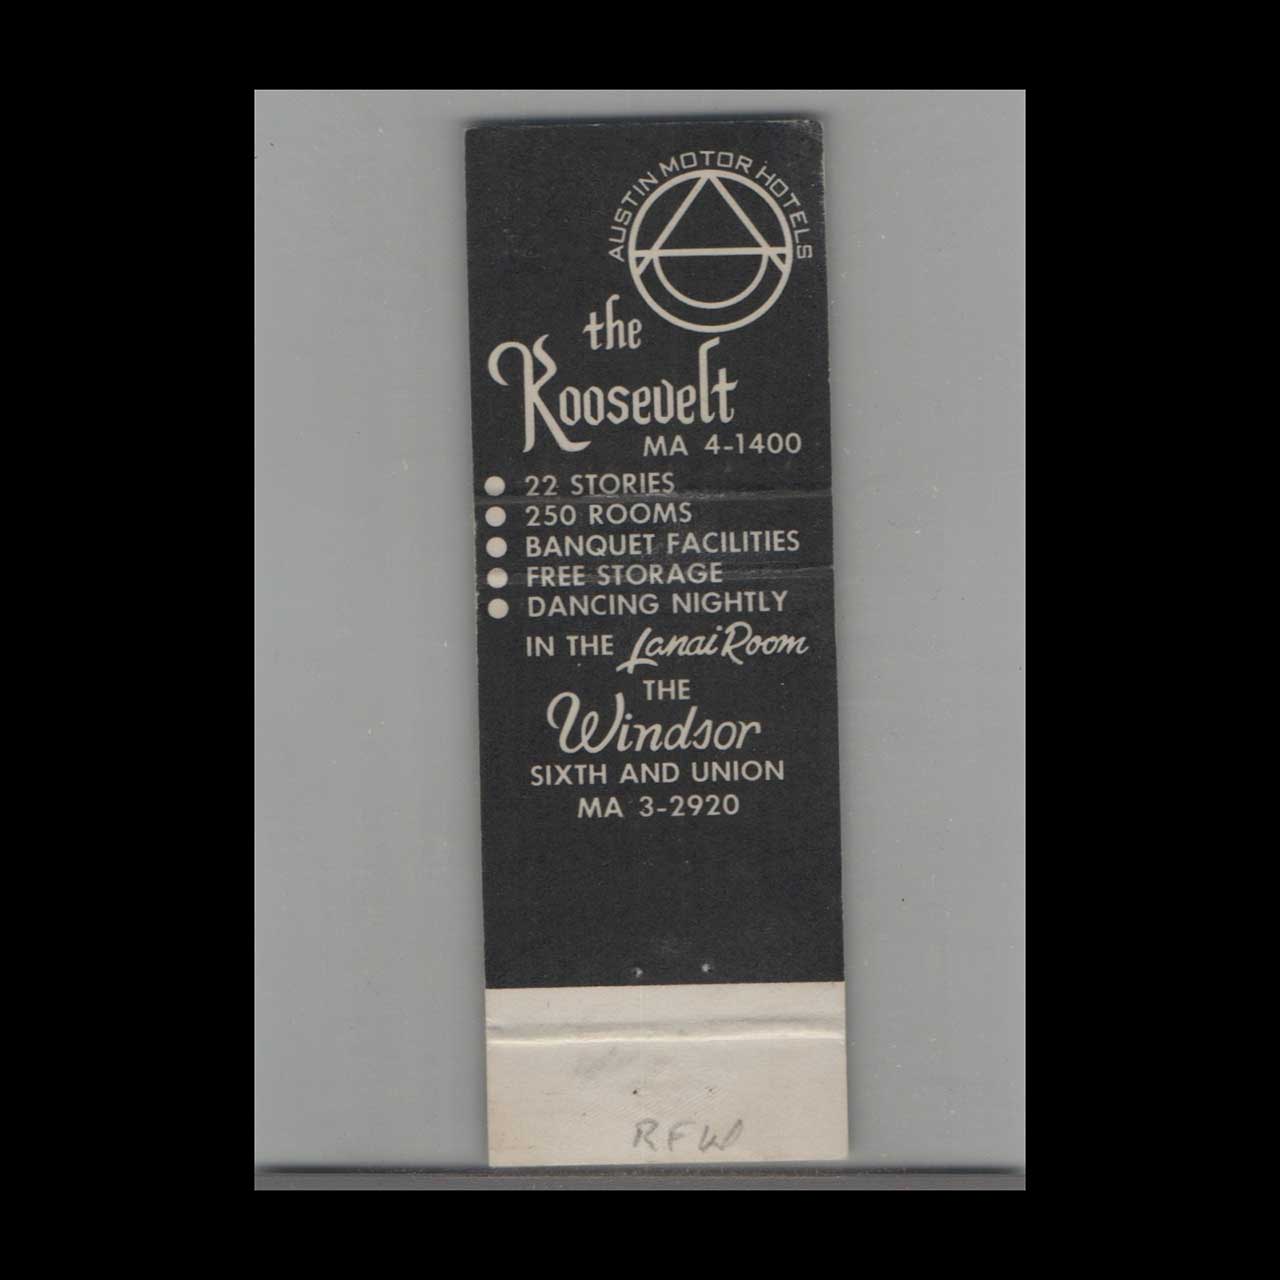 AUSTIN MOTOR HOTELS
the
Roosevelt
MA 4-1400
22 STORIES
250 ROOMS
BANQUET FACILITIES
FREE STORAGE
DANCING NIGHTLY
IN THE Lanai Room
THE
Windsor
SIXTH AND UNION
MA 3-2920
RFW